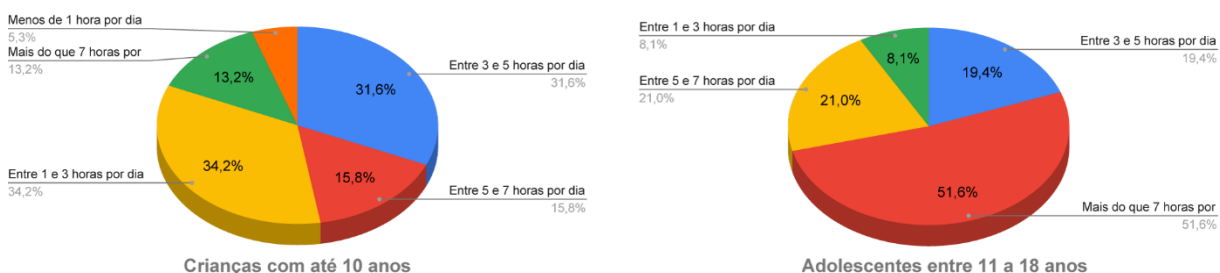 Menos de 1 hora por dia
5,3%
Mais do que 7 horas por
13,2%
Entre 1 e 3 horas por dia
34,2%
13,2%
31,6%
34,2%
15,8%
Entre 3 e 5 horas por dia
31,6%
Entre 5 e 7 horas por dia
15,8%
Crianças com até 10 anos
Entre 1 e 3 horas por dia
8,1%
Entre 5 e 7 horas por dia
21,0%
8,1%
19,4%
21,0%
51,6%
Entre 3 e 5 horas por dia
19,4%
Mais do que 7 horas por
51,6%
Adolescentes entre 11 a 18 anos